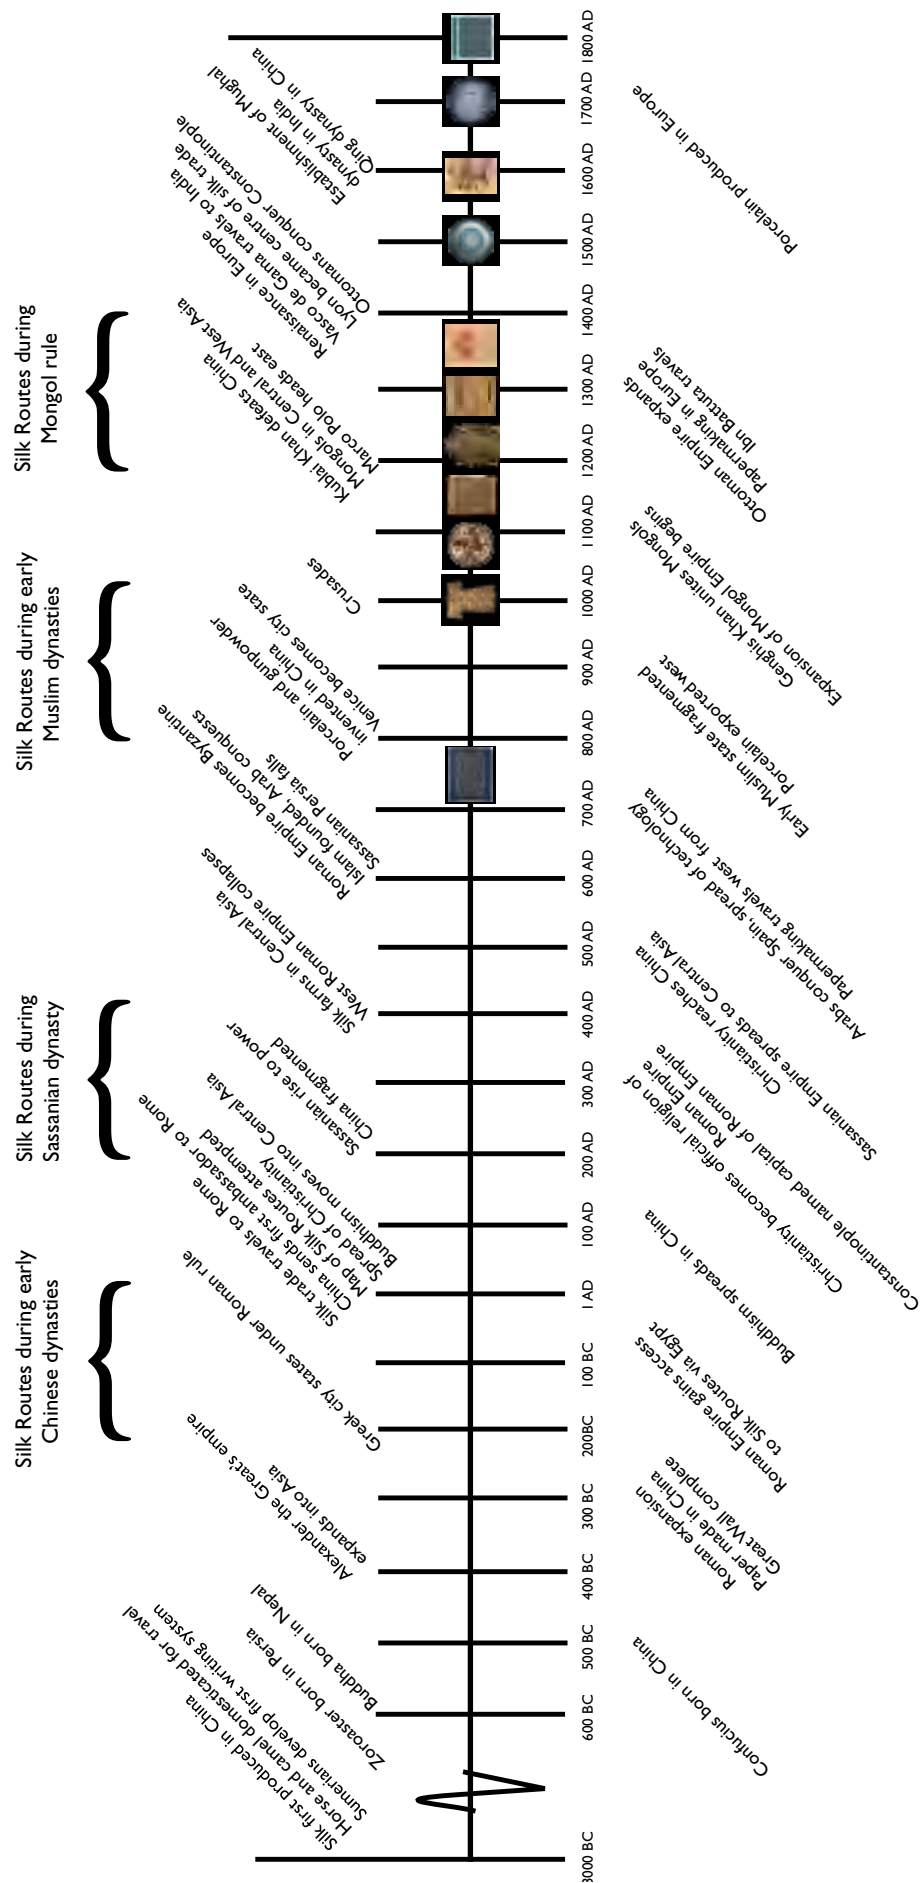 Silk Routes during early
Chinese dynasties
Silk Routes during
Sassanian dynasty
Silk Routes during early
Muslim dynasties
Silk Routes during
Mongol rule
Silk first produced in China
Horse and camel domesticated for travel
Sumerians develop first writing system
Zoroaster born in Persia
Buddha born in Nepal
Alexander the Great's empire
expands into Asia
Greek city states under Roman rule
Silk trade travels to Rome
China sends first ambassador to Rome
Map of Silk Routes attempted
Spread of Christianity
Buddhism moves into Central Asia
Sassanian rise to power
China fragmented
Silk farms in Central Asia
West Roman Empire collapses
Roman Empire becomes Byzantine
Islam founded, Arab conquests
Sassanian Persia falls
Porcelain and gunpowder
invented in China
Venice becomes city state
Crusades
Kublai Khan defeats China
Mongols in Central and West Asia
Marco Polo heads east
Renaissance in Europe
Vasco de Gama travels to India
Lyon became centre of silk trade
Ottomans conquer Constantinople
Establishment of Mughal
dynasty in India
Qing dynasty in China
3000 BC
600 BC
500 BC
400 BC
300 BC
200BC
100 BC
1 AD
100 AD
200 AD
300 AD
400 AD
500 AD
600 AD
700 AD
800 AD
900 AD
1000 AD
1100 AD
1200 AD
1300 AD
1400 AD
1500 AD
1600 AD
1700 AD
1800 AD
Confucius born in China
Roman expansion
Paper made in China
Great Wall complete
Roman Empire gains access
to Silk Routes via Egypt
Buddhism spreads in China
Christianity becomes official religion of
Roman Empire
Constantinople named capital of Roman Empire
Christianity reaches China
Sassanian Empire spreads to Central Asia
Arabs conquer Spain, spread of technology
Papermaking travels west from China
Early Muslim state fragmented
Porcelain exported west
Genghis Khan unites Mongols
Expansion of Mongol Empire begins
Ottoman Empire expands
Papermaking in Europe
Ibn Battuta travels
Porcelain produced in Europe